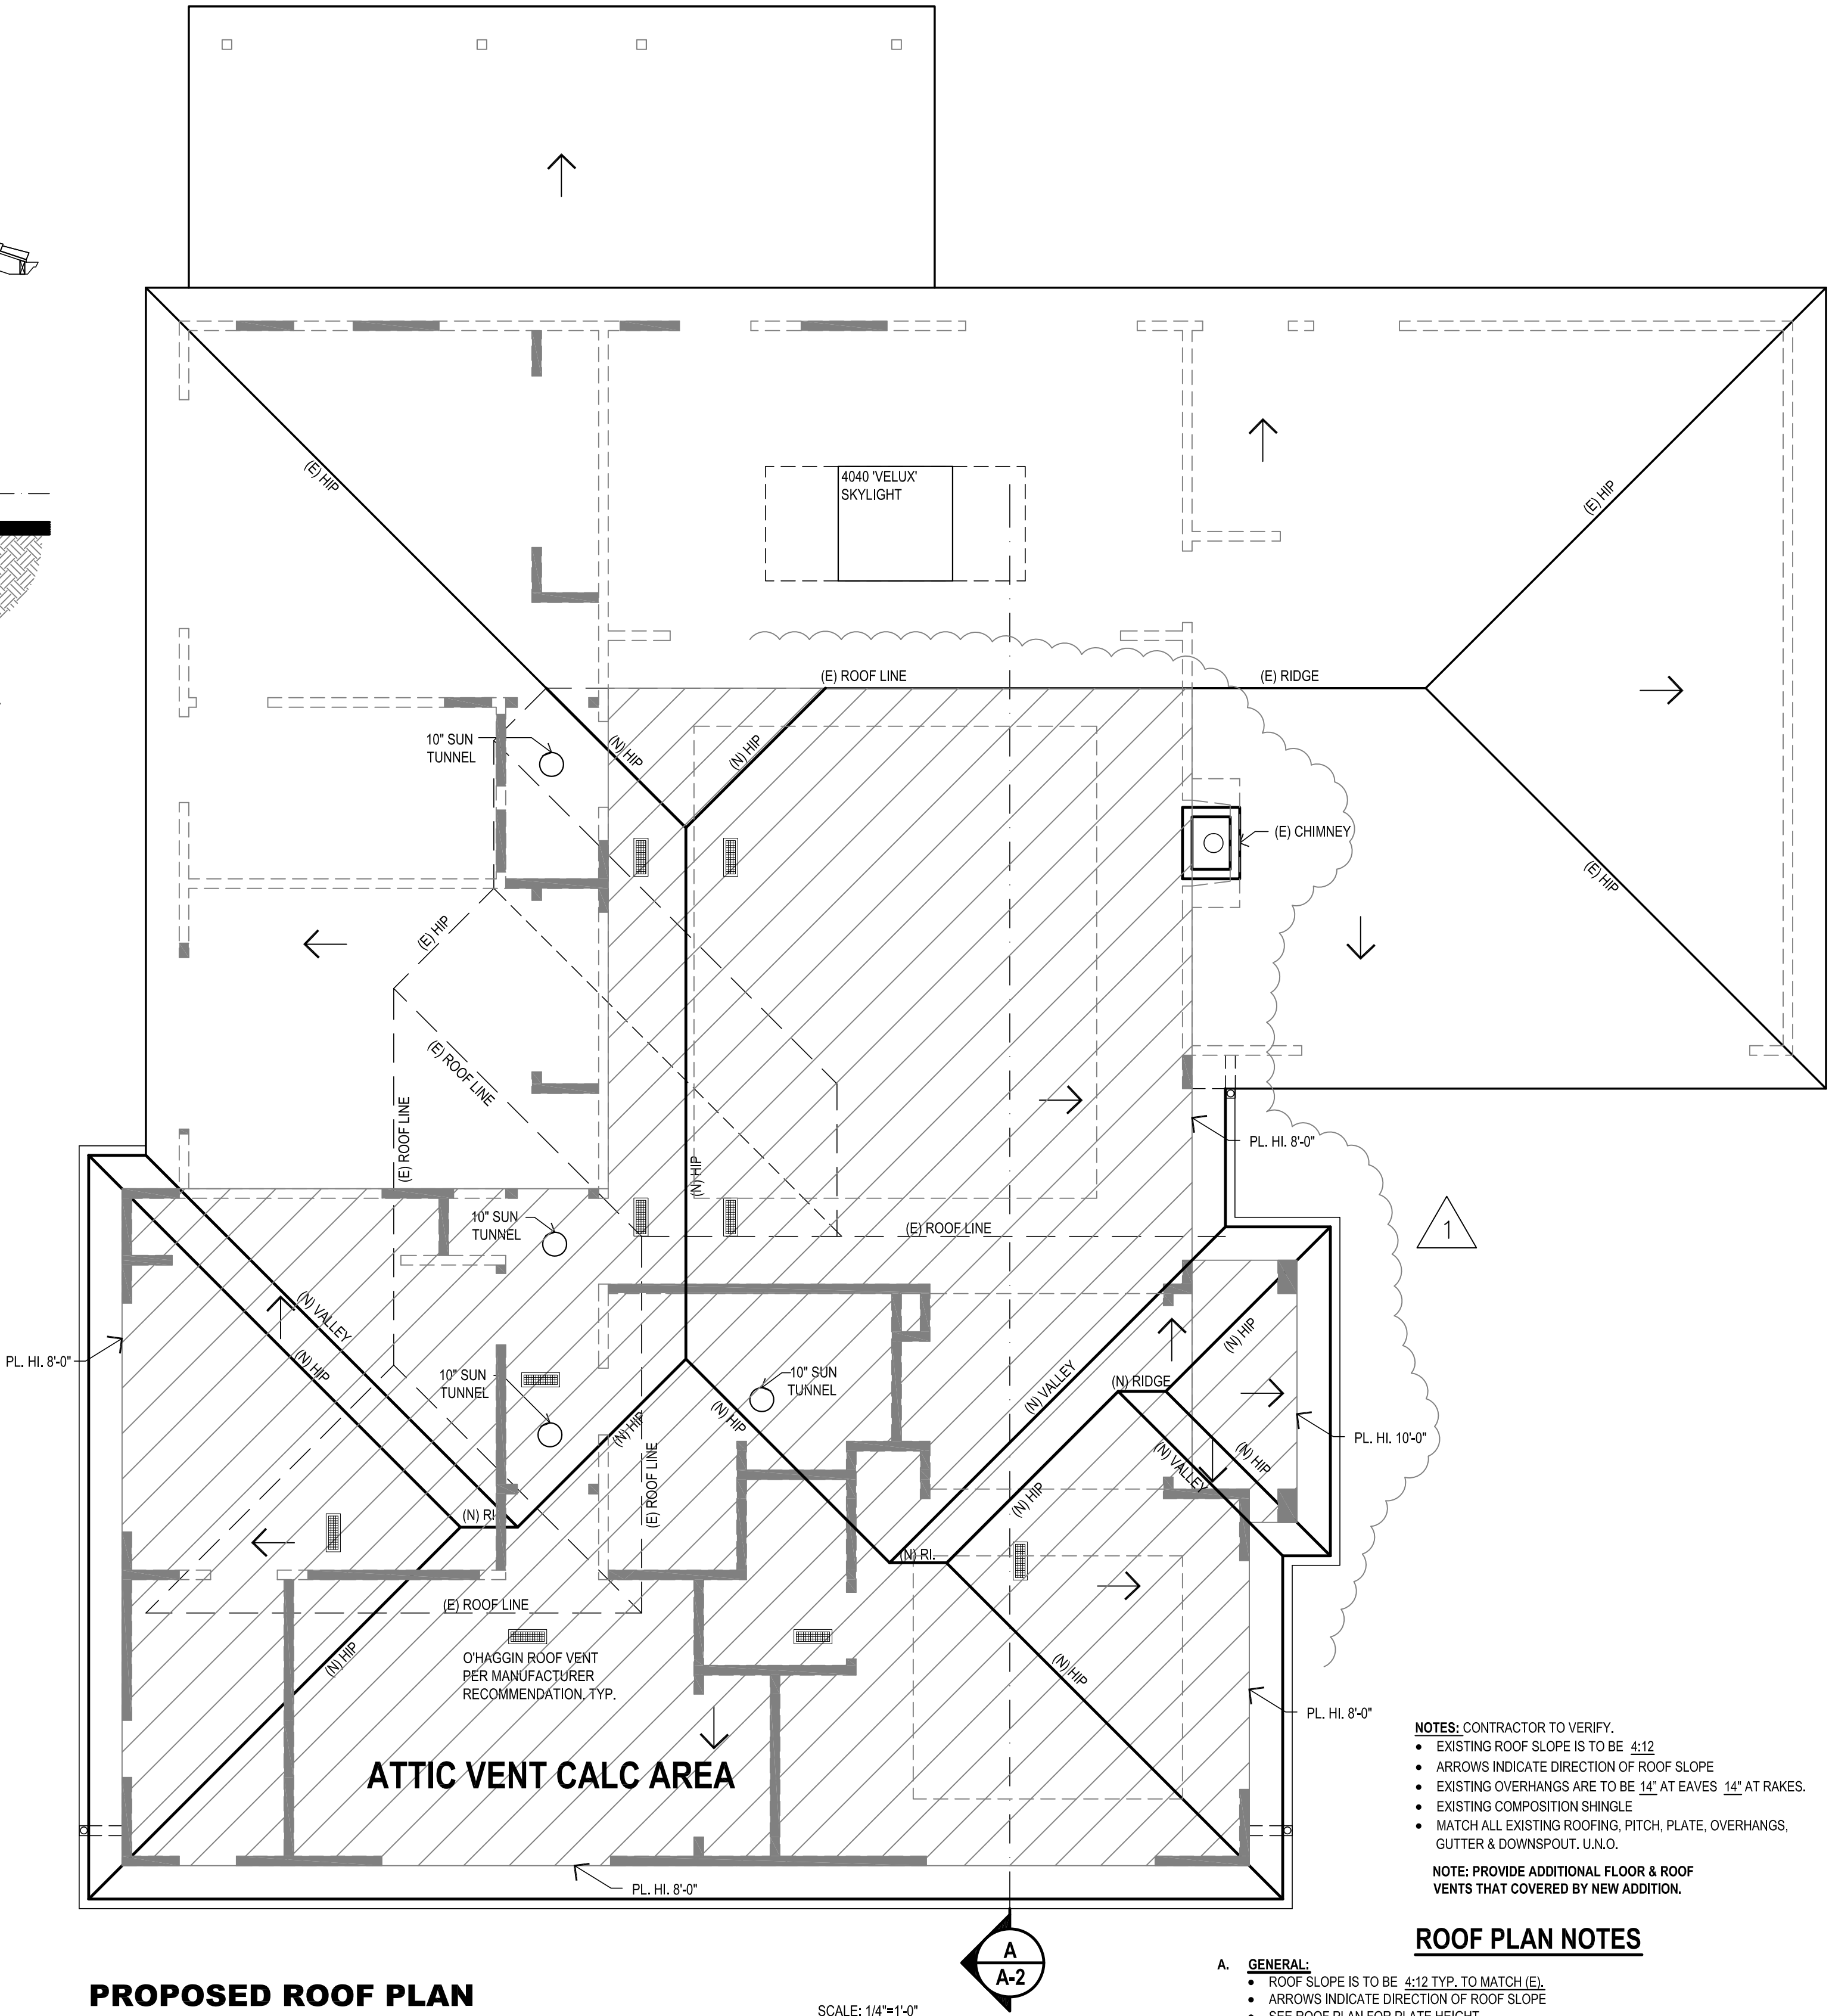 4040 'VELUX'
SKYLIGHT
(E) HIP
(E) HIP
(E) ROOF LINE
(E) RIDGE
10" SUN
TUNNEL
(N) HIP
(N) HIP
(E) CHIMNEY
(E) HIP
(E) HIP
(E) ROOF LINE
(E) ROOF LINE
PL. HI. 8'-0"
(N) HIP
10" SUN
TUNNEL
(E) ROOF LINE
1
(N) VALLEY
(N) HIP
PL. HI. 8'-0"
10" SUN
TUNNEL
10" SUN
TUNNEL
(N) HIP
(N) RIDGE
(N) VALLEY
(N) HIP
(N) HIP
PL. HI. 10'-0"
(N) HIP
(N) VALLEY
(N) HIP
(E) ROOF LINE
(N) RI.
(N) RI.
(E) ROOF LINE
(N) HIP
O'HAGGIN ROOF VENT
PER MANUFACTURER
RECOMMENDATION. TYP.
(N) HIP
PL. HI. 8'-0"
ATTIC VENT CALC AREA
PL. HI. 8'-0"
NOTES: CONTRACTOR TO VERIFY.
• EXISTING ROOF SLOPE IS TO BE 4:12
• ARROWS INDICATE DIRECTION OF ROOF SLOPE
• EXISTING OVERHANGS ARE TO BE 14" AT EAVES 14" AT RAKES.
• EXISTING COMPOSITION SHINGLE
• MATCH ALL EXISTING ROOFING, PITCH, PLATE, OVERHANGS,
GUTTER & DOWNSPOUT. U.N.O.
NOTE: PROVIDE ADDITIONAL FLOOR & ROOF
VENTS THAT COVERED BY NEW ADDITION.
ROOF PLAN NOTES
A
A-2
A. GENERAL:
• ROOF SLOPE IS TO BE 4:12 TYP. TO MATCH (E).
• ARROWS INDICATE DIRECTION OF ROOF SLOPE
• SEE ROOF PLAN FOR PLATE HEIGHT
PROPOSED ROOF PLAN
SCALE: 1/4"=1'-0"